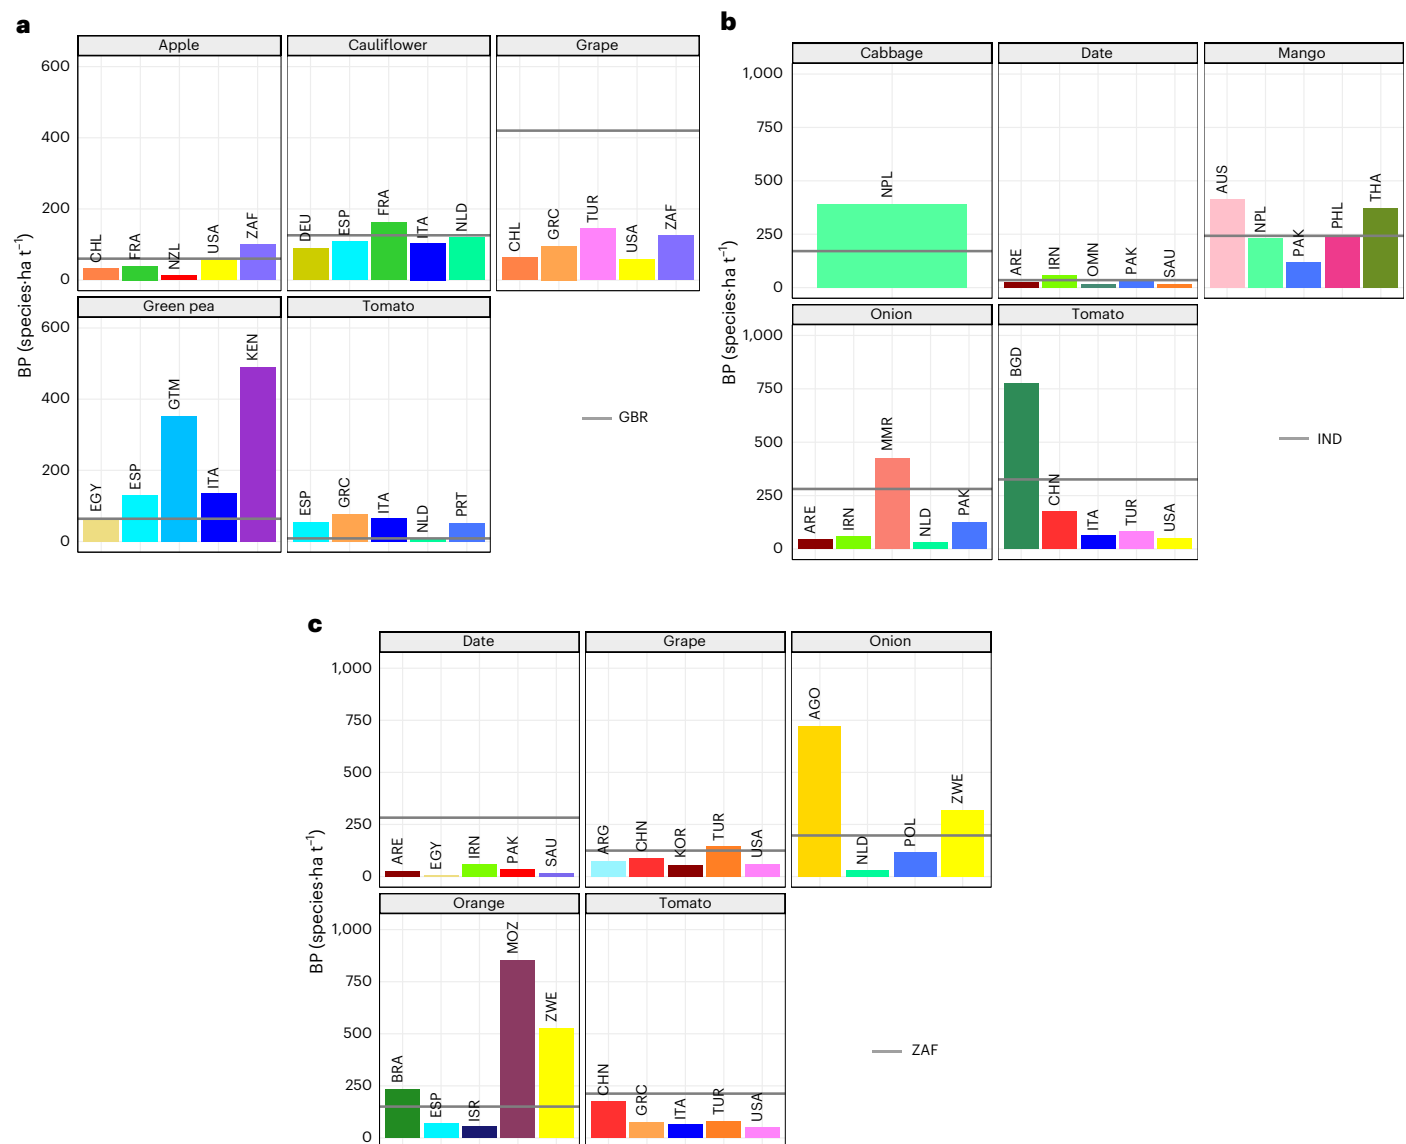 a
Apple
Cauliflower
Grape
BP (species·ha t⁻¹)
600
400
200
0
CHL
FRA
NZL
USA
ZAF
DEU
ESP
FRA
ITA
NLD
CHL
GRC
TUR
USA
ZAF
Green pea
Tomato
600
400
200
0
EGY
ESP
GTM
ITA
KEN
ESP
GRC
ITA
NLD
PRT
GBR
b
Cabbage
Date
Mango
BP (species·ha t⁻¹)
1,000
750
500
250
0
NPL
ARE
IRN
OMN
PAK
SAU
AUS
NPL
PAK
PHL
THA
Onion
Tomato
1,000
750
500
250
0
ARE
IRN
MMR
NLD
PAK
BGD
CHN
ITA
TUR
USA
IND
c
Date
Grape
Onion
BP (species·ha t⁻¹)
1,000
750
500
250
0
ARE
EGY
IRN
PAK
SAU
ARG
CHN
KOR
TUR
USA
AGO
NLD
POL
ZWE
Orange
Tomato
1,000
750
500
250
0
BRA
ESP
ISR
MOZ
ZWE
CHN
GRC
ITA
TUR
USA
ZAF